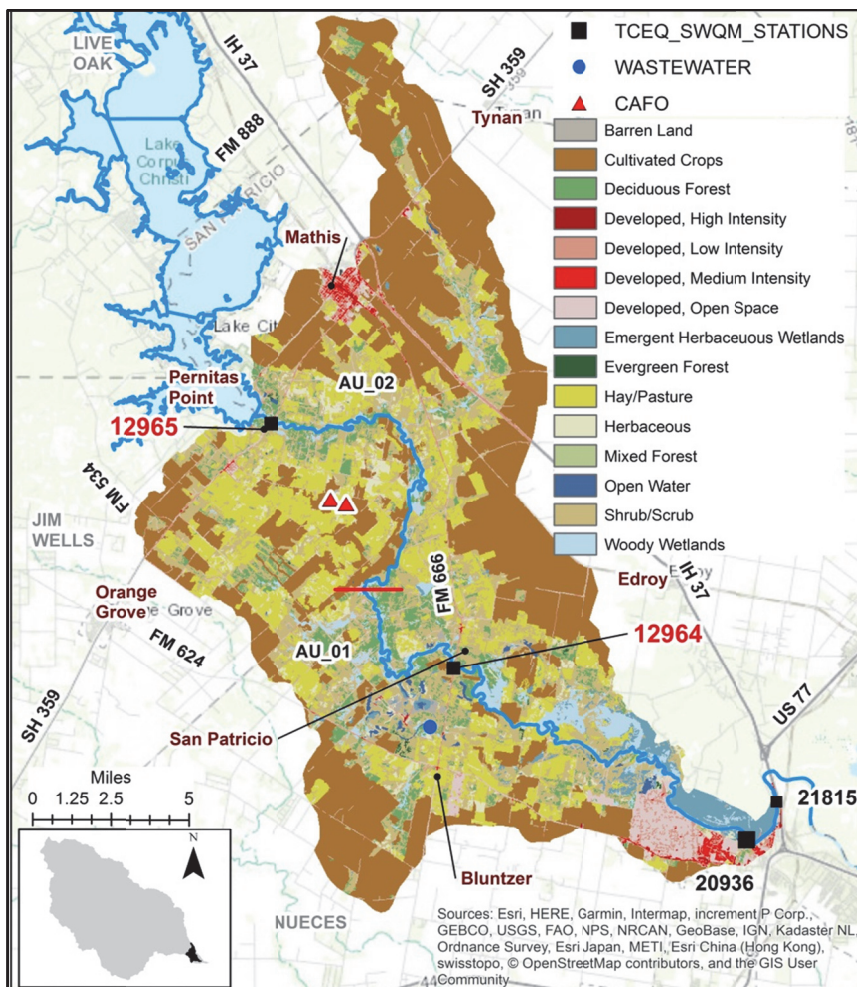 LIVE
OAK
IH 37
SH 359
359
Tynan
FM 888
Lake
Corpus
Christi
SAN PATRICIO
Mathis
Lake City
Pernitas
Point
AU_02
12965
FM 534
JIM
WELLS
Orange
Grove
FM 624
AU_01
FM 666
Edroy
IH 37
12964
SH 359
San Patricio
US 77
21815
20936
Bluntzer
NUECES
TCEQ_SWQM_STATIONS
WASTEWATER
CAFO
Barren Land
Cultivated Crops
Deciduous Forest
Developed, High Intensity
Developed, Low Intensity
Developed, Medium Intensity
Developed, Open Space
Emergent Herbaceuous Wetlands
Evergreen Forest
Hay/Pasture
Herbaceous
Mixed Forest
Open Water
Shrub/Scrub
Woody Wetlands
Miles
0 1.25 2.5 5
N
Sources: Esri, HERE, Garmin, Intermap, increment P Corp.,
GEBCO, USGS, FAO, NPS, NRCAN, GeoBase, IGN, Kadaster NL,
Ordnance Survey, Esri Japan, METI, Esri China (Hong Kong),
swisstopo, © OpenStreetMap contributors, and the GIS User
Community